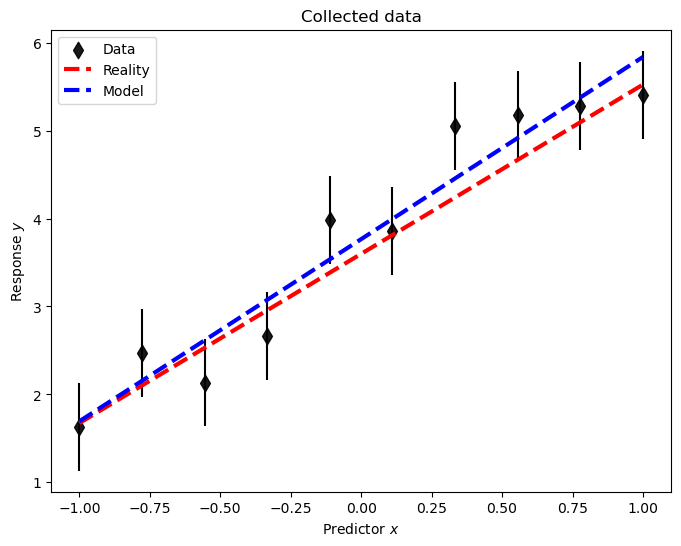 Collected data
Data
Reality
Model
6
5
4
3
2
1
Response y
−1.00 −0.75 −0.50 −0.25 0.00 0.25 0.50 0.75 1.00
Predictor x